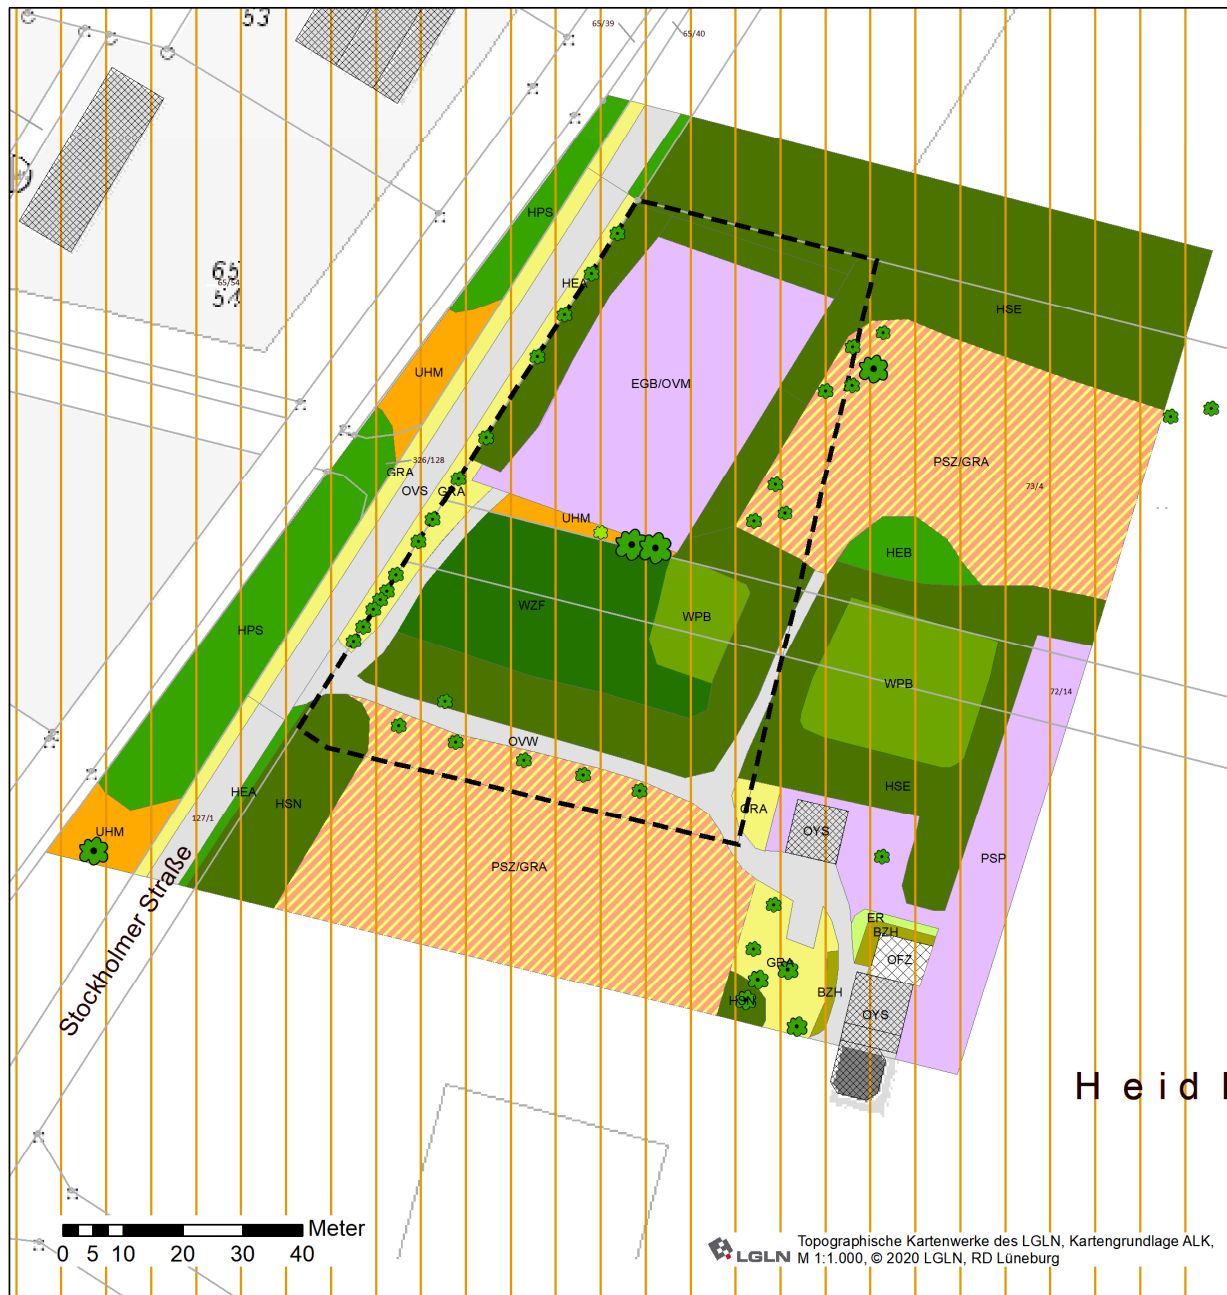 53
65/39
65/40
65
65/54
54
HPS
HEA
HSE
UHM
EGB/OVM
326/128
GRA
OVS
GRA
PSZ/GRA
73/4
UHM
HEB
WZF
WPB
HPS
WPB
72/14
OVW
HEA
HSN
HSE
GRA
127/1
UHM
OYS
PSP
PSZ/GRA
ER
BZH
OFZ
GRA
BZH
HSN
OYS
Stockholmer Straße
Heid
Meter
0 5 10 20 30 40
LGLN
Topographische Kartenwerke des LGLN, Kartengrundlage ALK,
M 1:1.000, © 2020 LGLN, RD Lüneburg